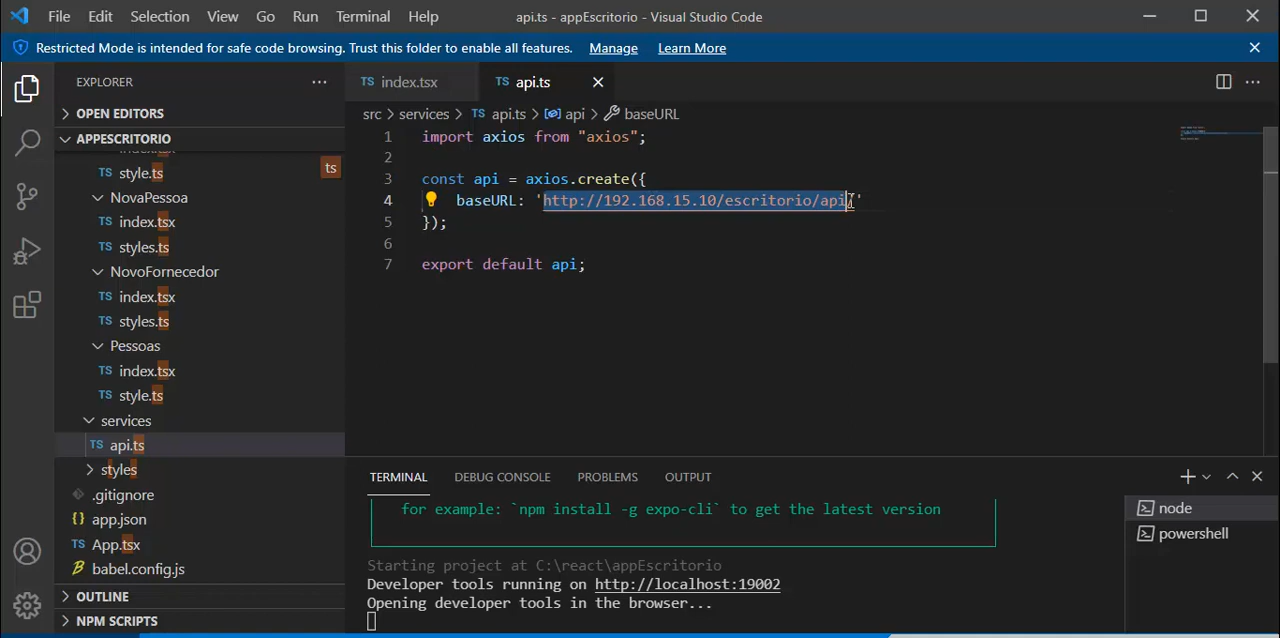 File Edit Selection View Go Run Terminal Help api.ts - appEscritorio - Visual Studio Code
Restricted Mode is intended for safe code browsing. Trust this folder to enable all features. Manage Learn More
EXPLORER ···
OPEN EDITORS
APPESCRITORIO
style.ts ts
NovaPessoa
TS index.tsx
TS styles.ts
NovoFornecedor
TS index.tsx
TS styles.ts
Pessoas
TS index.tsx
TS style.ts
services
TS api.ts
styles
.gitignore
{} app.json
TS App.tsx
babel.config.js
OUTLINE
NPM SCRIPTS
TS index.tsx TS api.ts
src > services > TS api.ts > api > baseURL
1 import axios from "axios";
2
3 const api = axios.create({
4 baseURL: 'http://192.168.15.10/escritorio/api/'
5 });
6
7 export default api;
TERMINAL DEBUG CONSOLE PROBLEMS OUTPUT
for example: `npm install -g expo-cli` to get the latest version
Starting project at C:\react\appEscritorio
Developer tools running on http://localhost:19002
Opening developer tools in the browser...
node
powershell